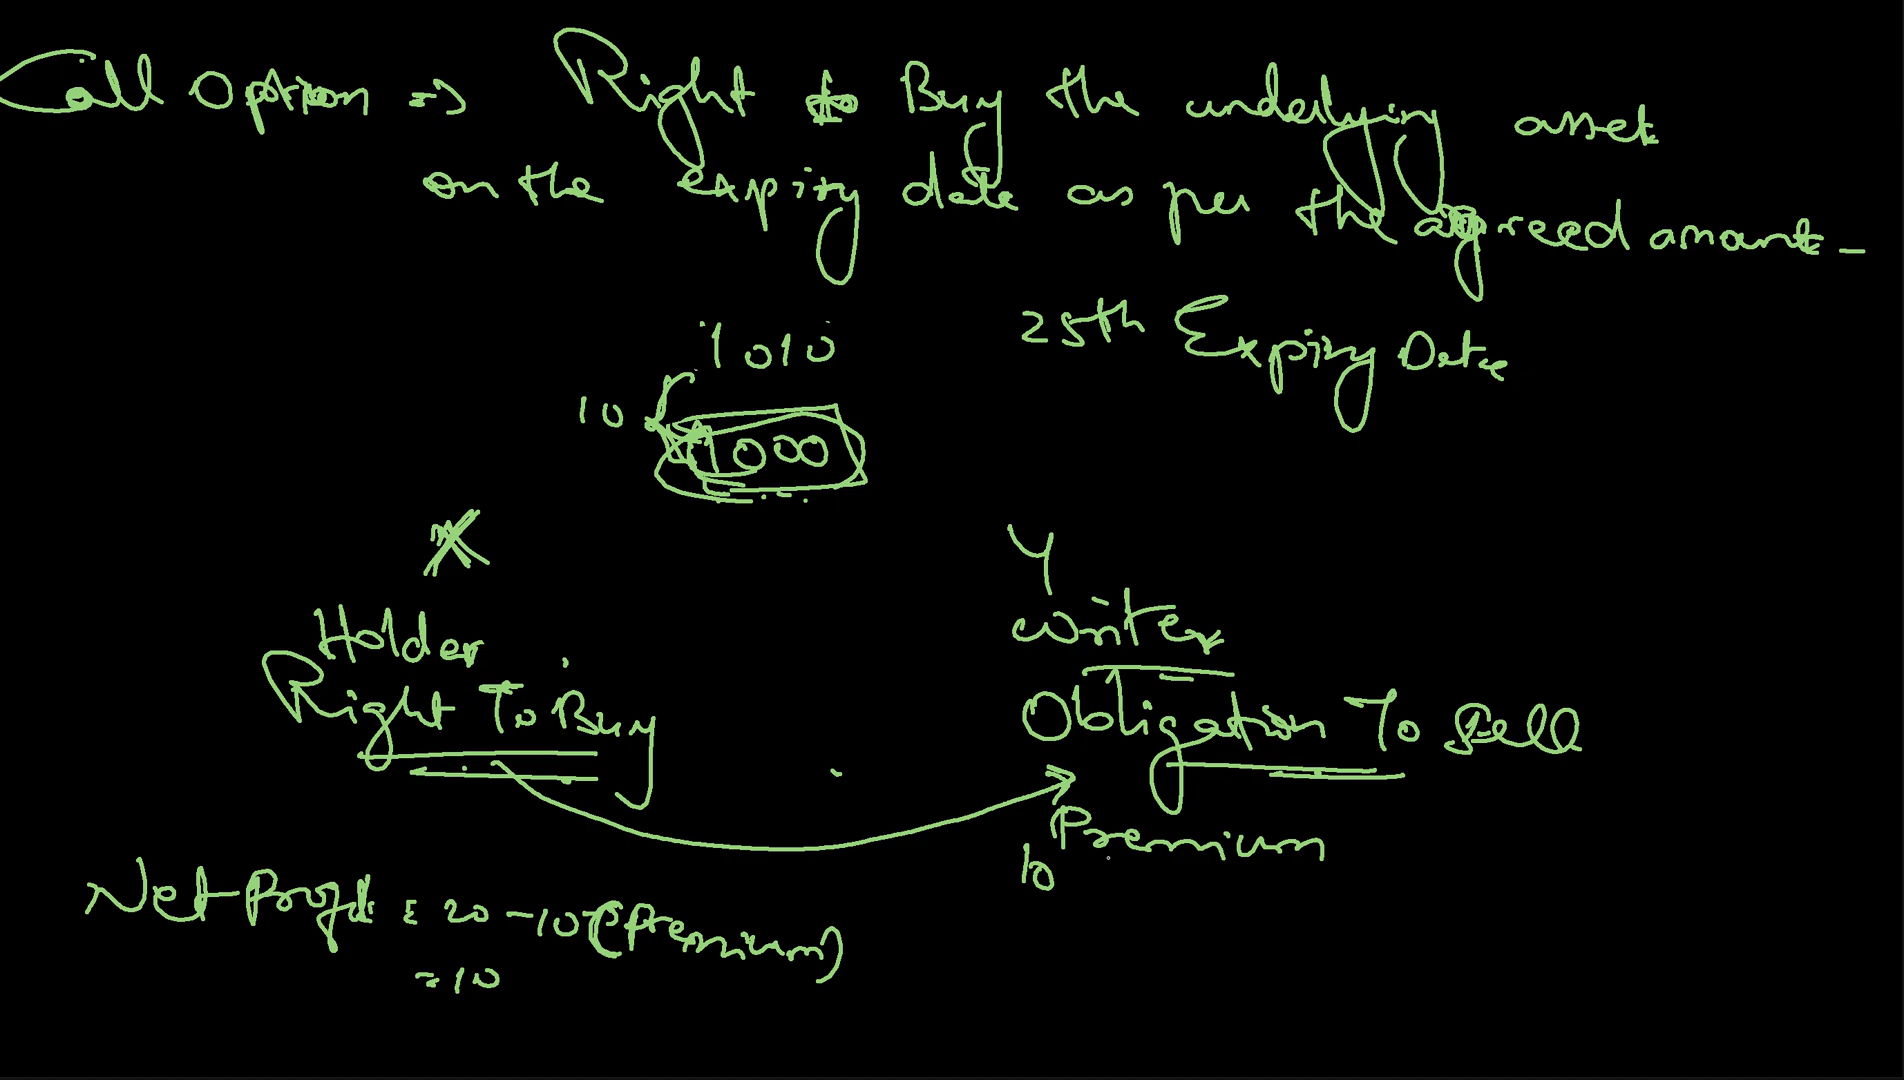 Call Option => Right to Buy the underlying asset
on the expiry date as per the agreed amount -
25th Expiry Date
1010
10
1000
X
Y
Holder
Writer
Right To Buy
Obligation To Sell
Premium
10
Net Profit = 20 - 10 (Premium)
= 10